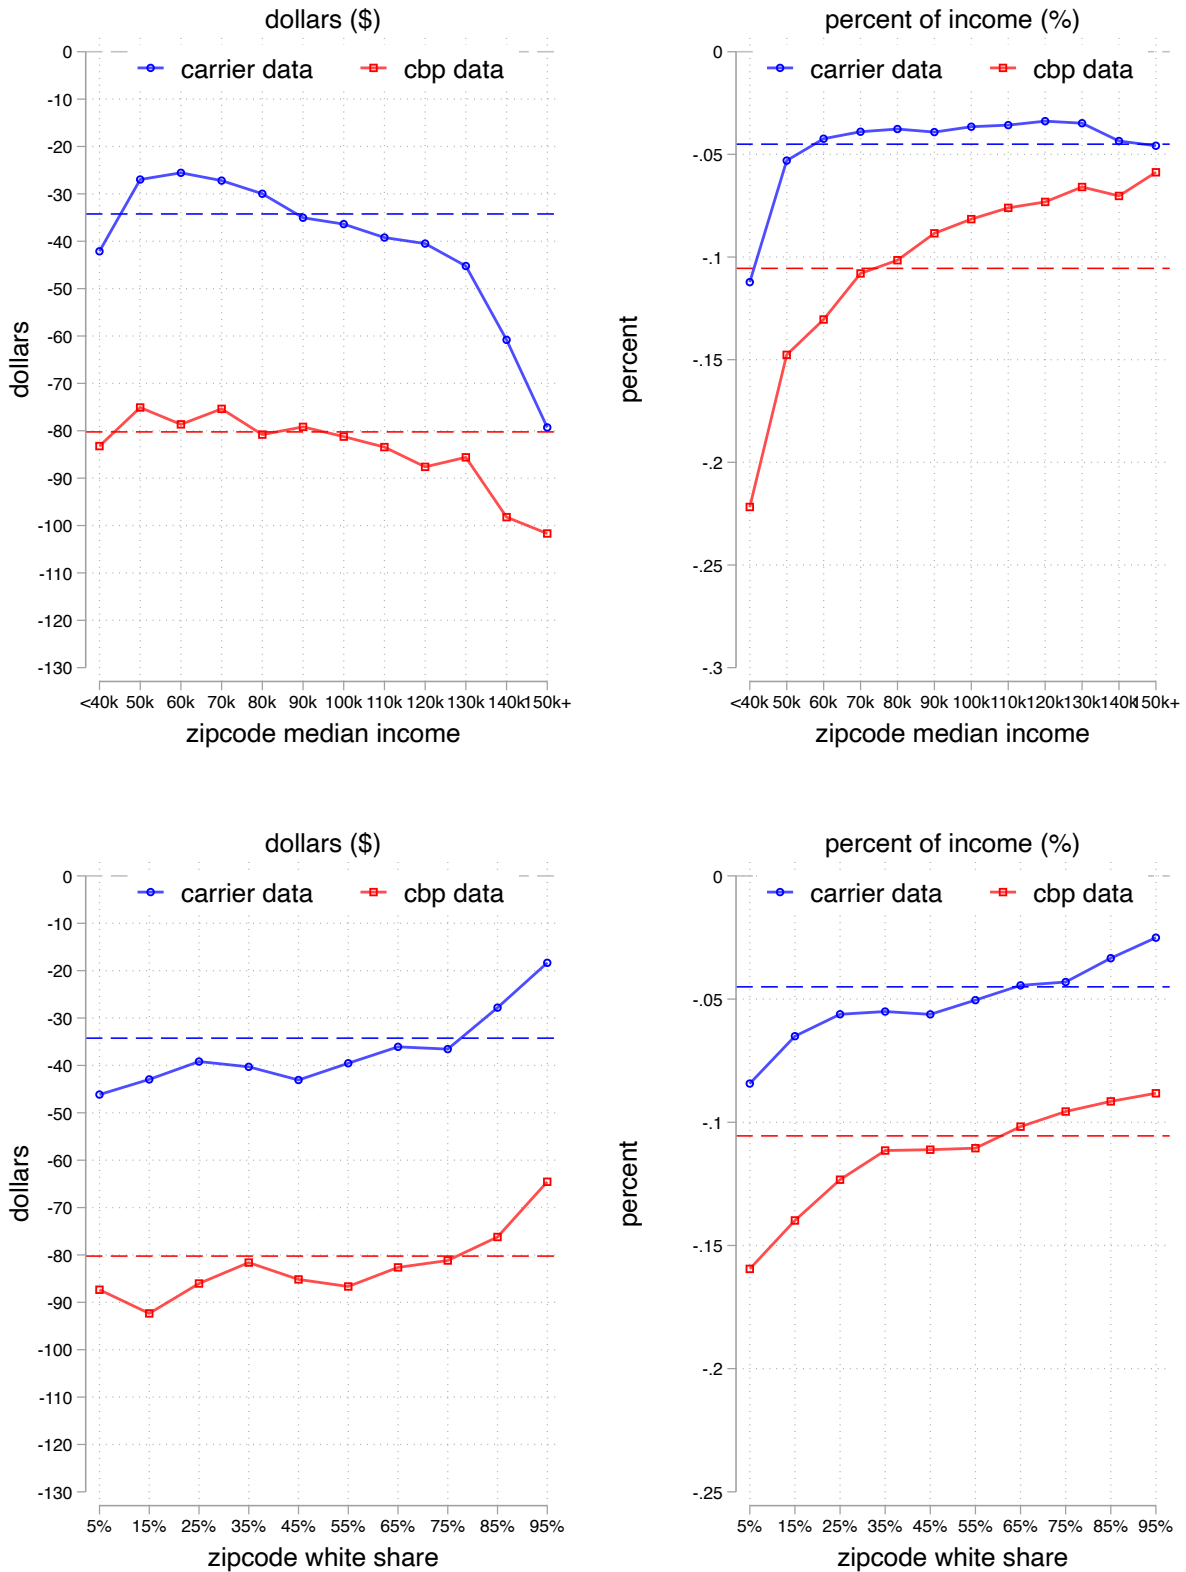 dollars ($)
carrier data
cbp data
0
-10
-20
-30
-40
-50
-60
-70
-80
-90
-100
-110
-120
-130
dollars
<40k 50k 60k 70k 80k 90k 100k 110k 120k 130k 140k 150k+
zipcode median income
percent of income (%)
carrier data
cbp data
0
-.05
-.1
-.15
-.2
-.25
-.3
percent
<40k 50k 60k 70k 80k 90k 100k 110k 120k 130k 140k 150k+
zipcode median income
dollars ($)
carrier data
cbp data
0
-10
-20
-30
-40
-50
-60
-70
-80
-90
-100
-110
-120
-130
dollars
5% 15% 25% 35% 45% 55% 65% 75% 85% 95%
zipcode white share
percent of income (%)
carrier data
cbp data
0
-.05
-.1
-.15
-.2
-.25
percent
5% 15% 25% 35% 45% 55% 65% 75% 85% 95%
zipcode white share